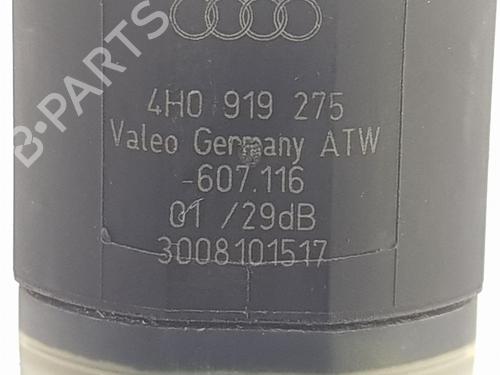 B-PARTS
4H0 919 275
Valeo Germany ATW
-607.116
01 /29dB
3008101517